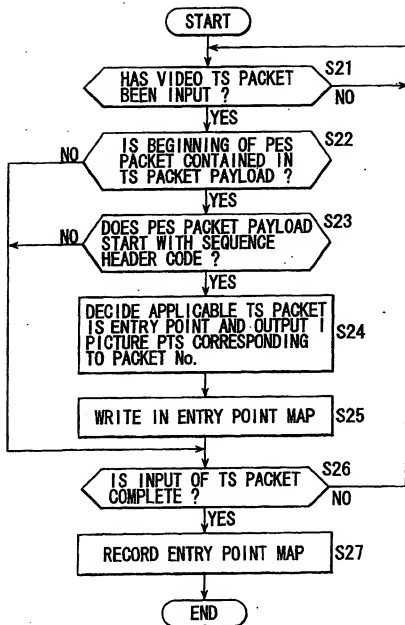 START
HAS VIDEO TS PACKET
BEEN INPUT ?
S21
NO
YES
IS BEGINNING OF PES
PACKET CONTAINED IN
TS PACKET PAYLOAD ?
S22
NO
YES
DOES PES PACKET PAYLOAD
START WITH SEQUENCE
HEADER CODE ?
S23
NO
YES
DECIDE APPLICABLE TS PACKET
IS ENTRY POINT AND OUTPUT I
PICTURE PTS CORRESPONDING
TO PACKET No.
S24
WRITE IN ENTRY POINT MAP
S25
IS INPUT OF TS PACKET
COMPLETE ?
S26
NO
YES
RECORD ENTRY POINT MAP
S27
END